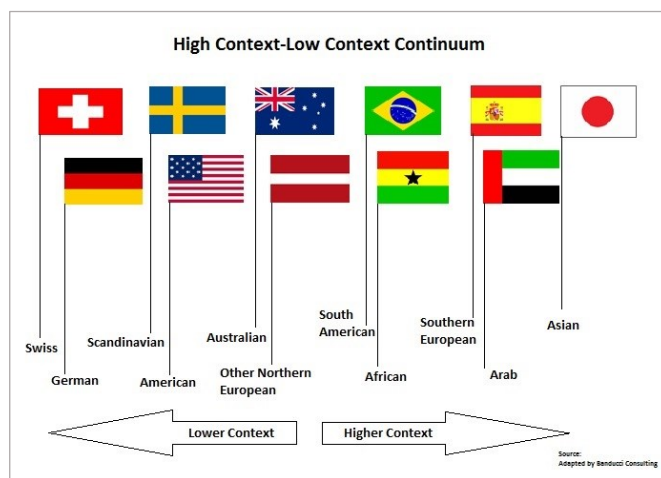 High Context-Low Context Continuum
Swiss
German
Scandinavian
American
Australian
Other Northern
European
South
American
African
Southern
European
Arab
Asian
Lower Context
Higher Context
Source:
Adapted by Banducci Consulting